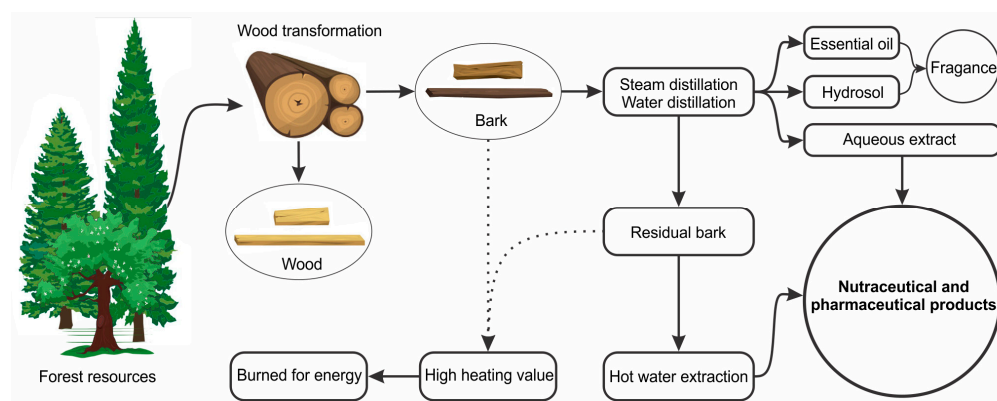 Wood transformation
Essential oil
Fragance
Steam distillation
Water distillation
Hydrosol
Bark
Aqueous extract
Residual bark
Wood
Nutraceutical and
pharmaceutical products
Forest resources
Burned for energy
High heating value
Hot water extraction